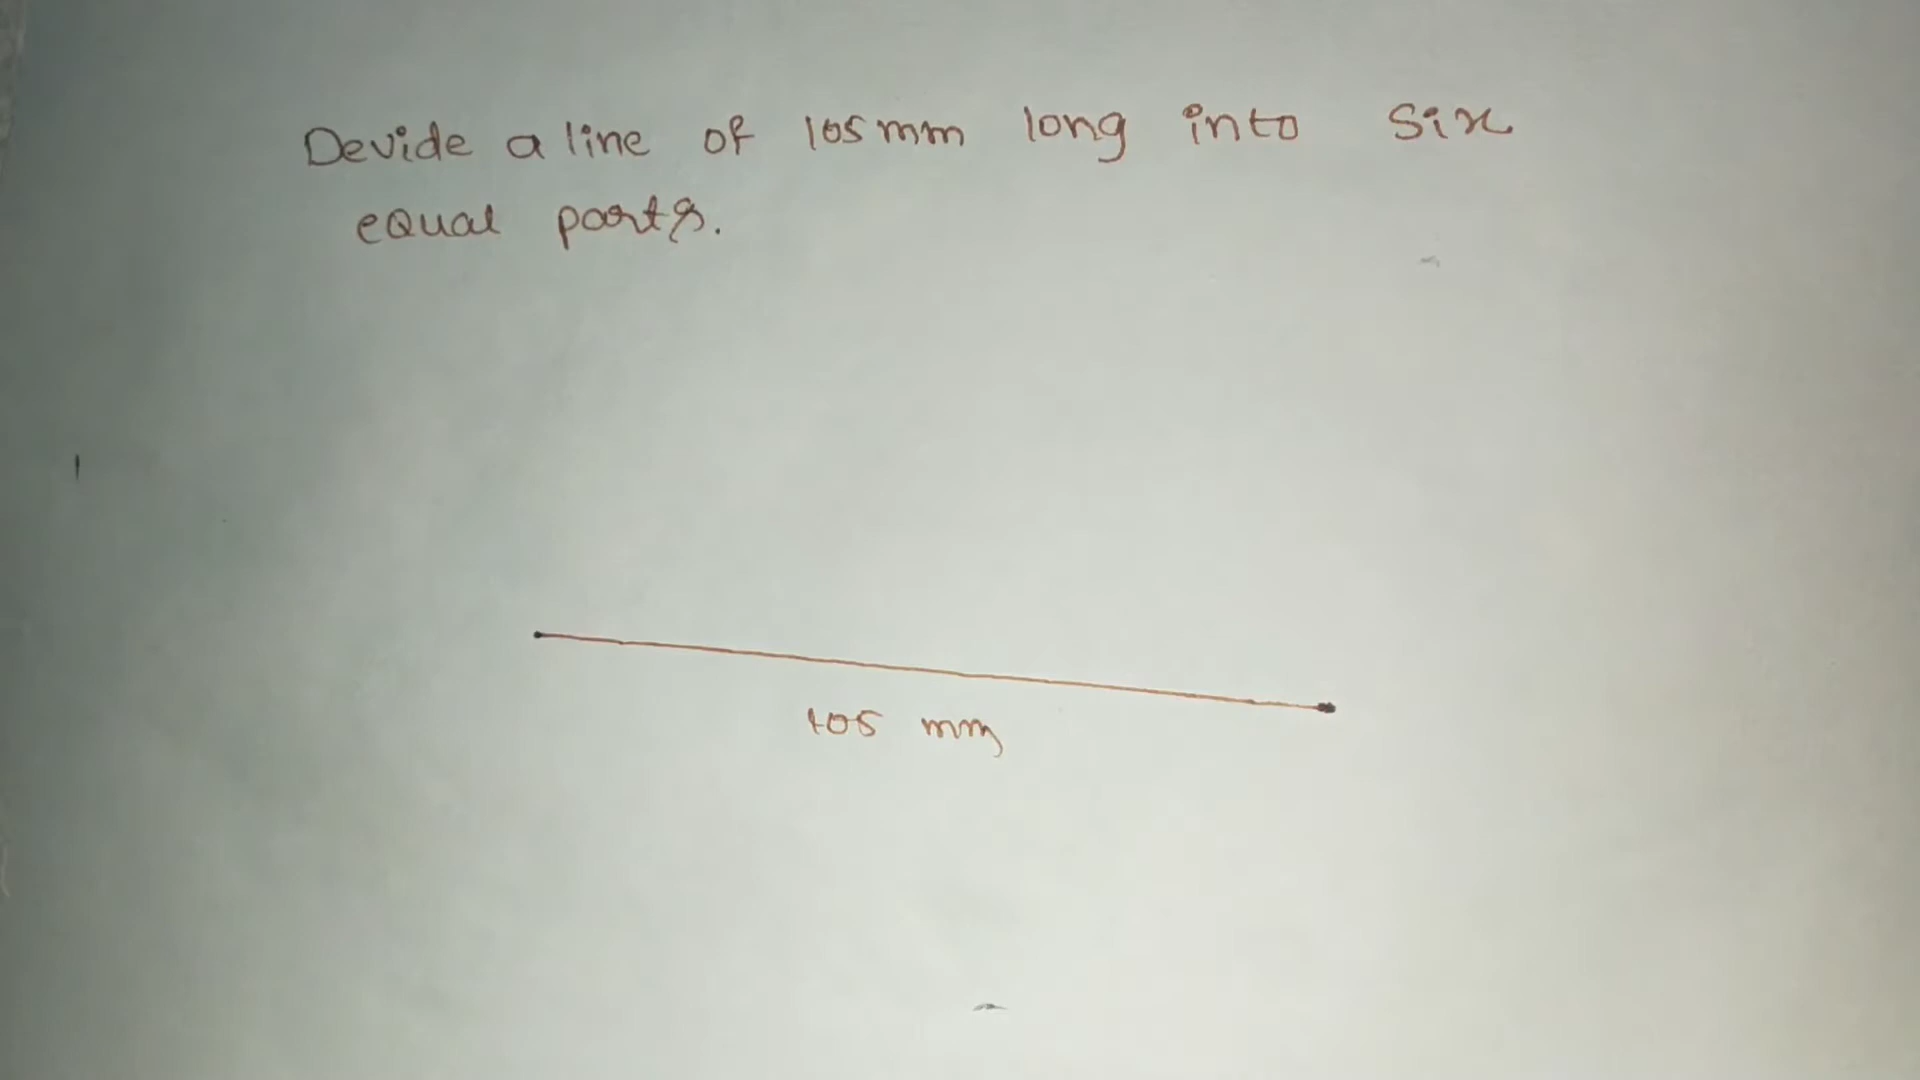 Devide a line of 105 mm long into six
equal parts.
105 mm